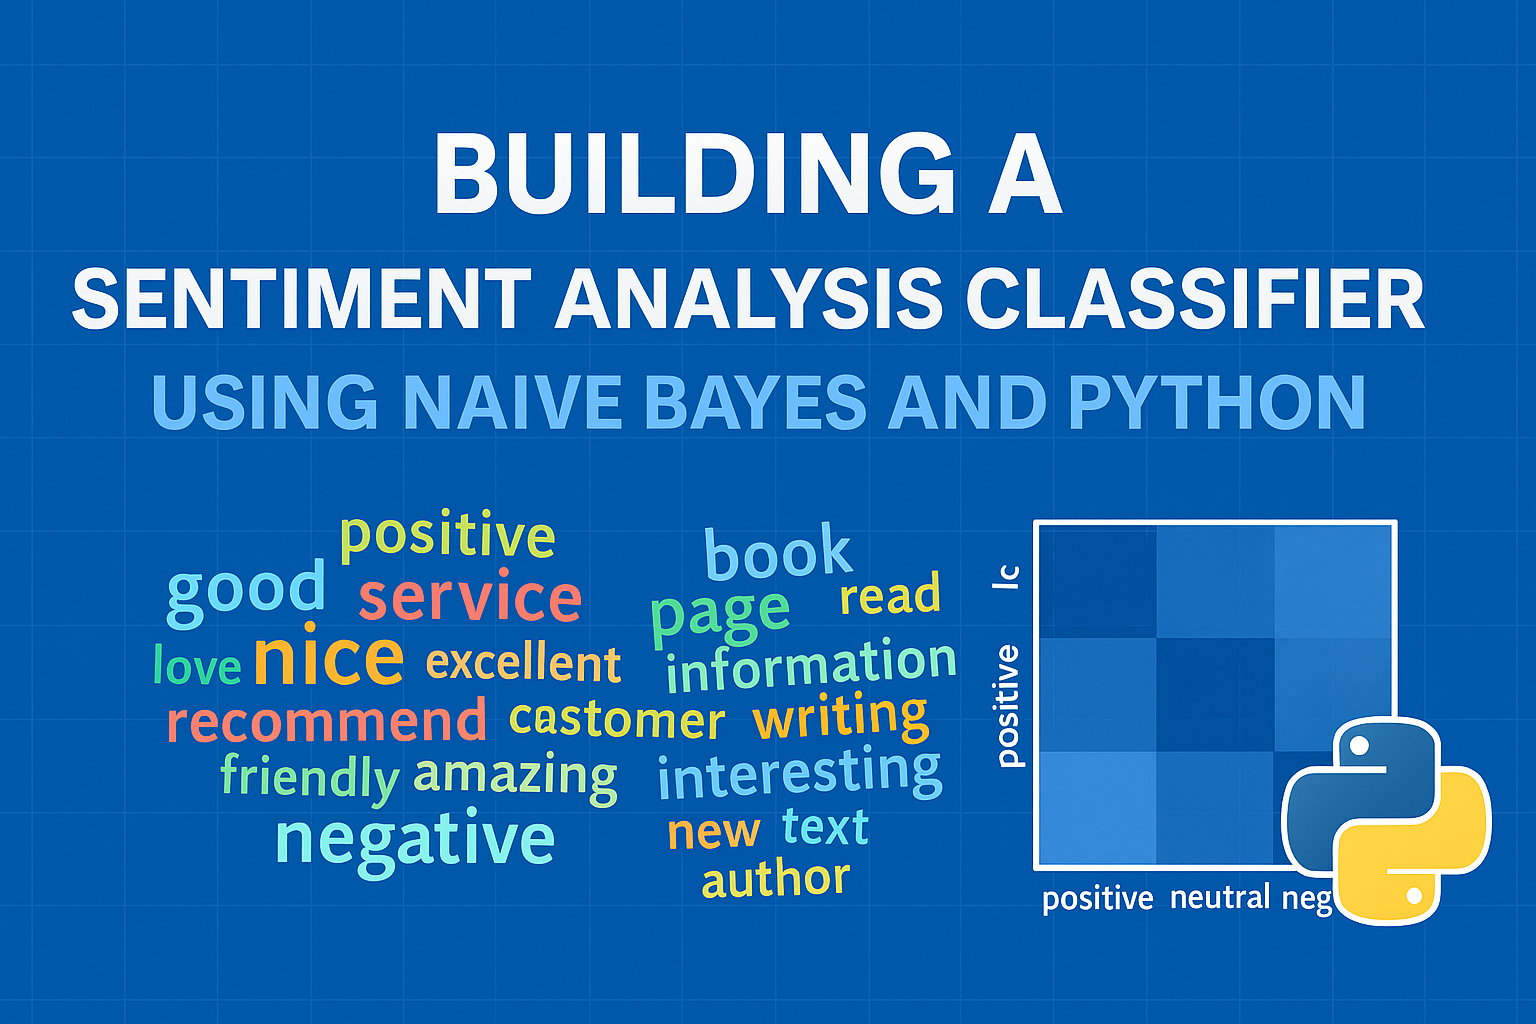 BUILDING A
SENTIMENT ANALYSIS CLASSIFIER
USING NAIVE BAYES AND PYTHON
positive
good service
love nice excellent
recommend castomer
friendly amazing
negative
book
page read
information
writing
interesting
new text
author
lc
positive
positive neutral neg